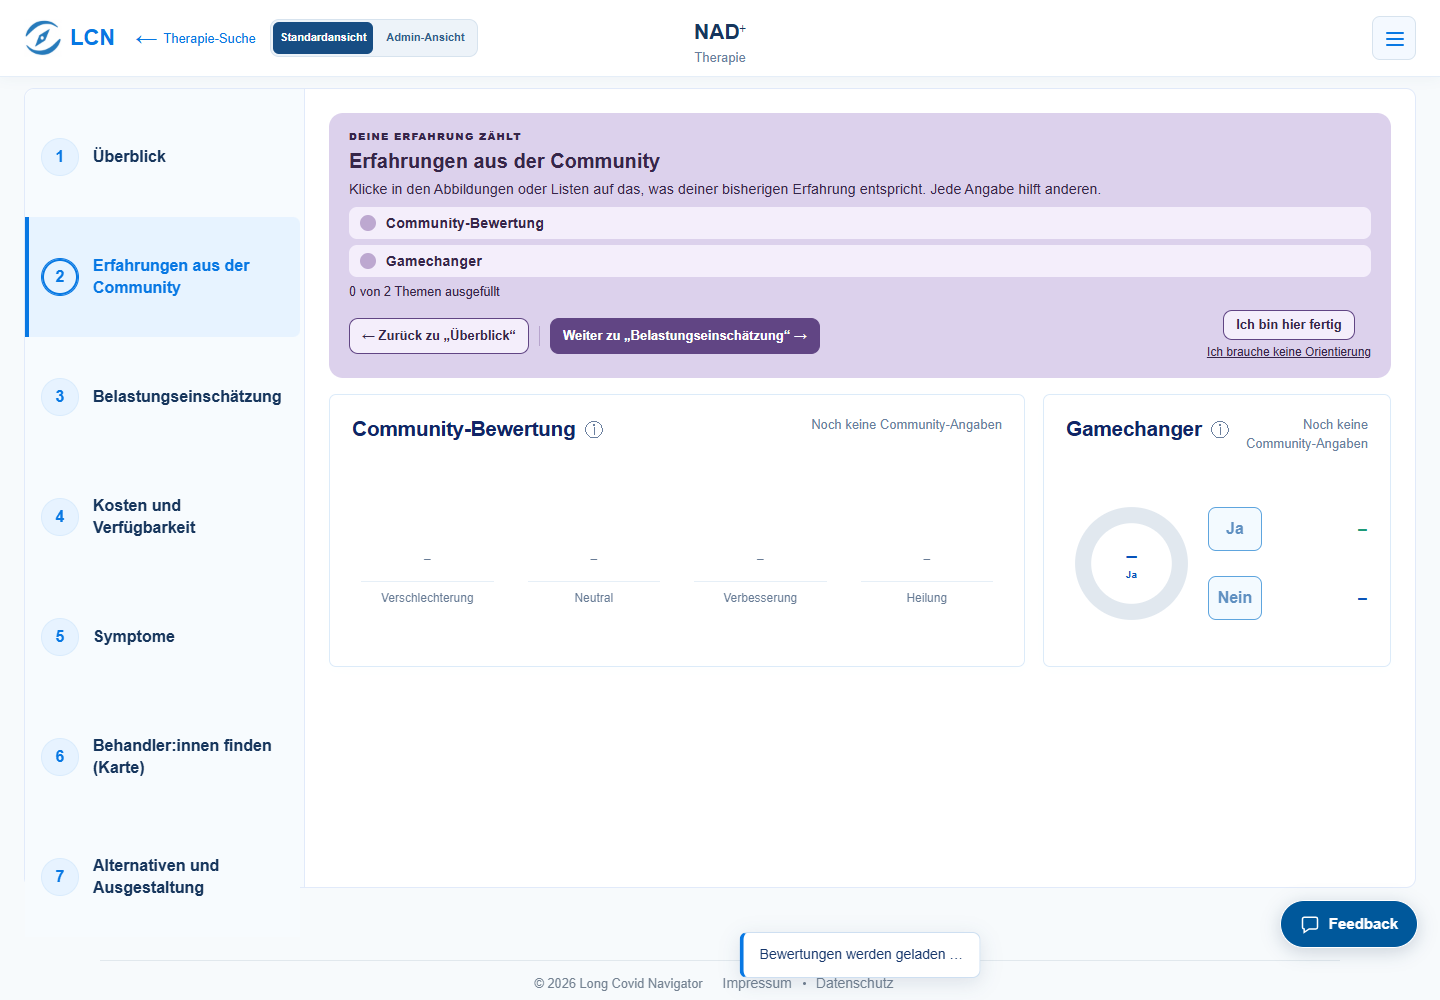 LCN
← Therapie-Suche
Standardansicht
Admin-Ansicht
NAD+
Therapie
1
Überblick
2
Erfahrungen aus der
Community
3
Belastungseinschätzung
4
Kosten und
Verfügbarkeit
5
Symptome
6
Behandler:innen finden
(Karte)
7
Alternativen und
Ausgestaltung
DEINE ERFAHRUNG ZÄHLT
Erfahrungen aus der Community
Klicke in den Abbildungen oder Listen auf das, was deiner bisherigen Erfahrung entspricht. Jede Angabe hilft anderen.
Community-Bewertung
Gamechanger
0 von 2 Themen ausgefüllt
← Zurück zu „Überblick“
Weiter zu „Belastungseinschätzung“ →
Ich bin hier fertig
Ich brauche keine Orientierung
Community-Bewertung ⓘ
Noch keine Community-Angaben
–
–
–
–
Verschlechterung
Neutral
Verbesserung
Heilung
Gamechanger ⓘ
Noch keine
Community-Angaben
–
Ja
Ja
–
Nein
–
Feedback
Bewertungen werden geladen …
© 2026 Long Covid Navigator
Impressum • Datenschutz